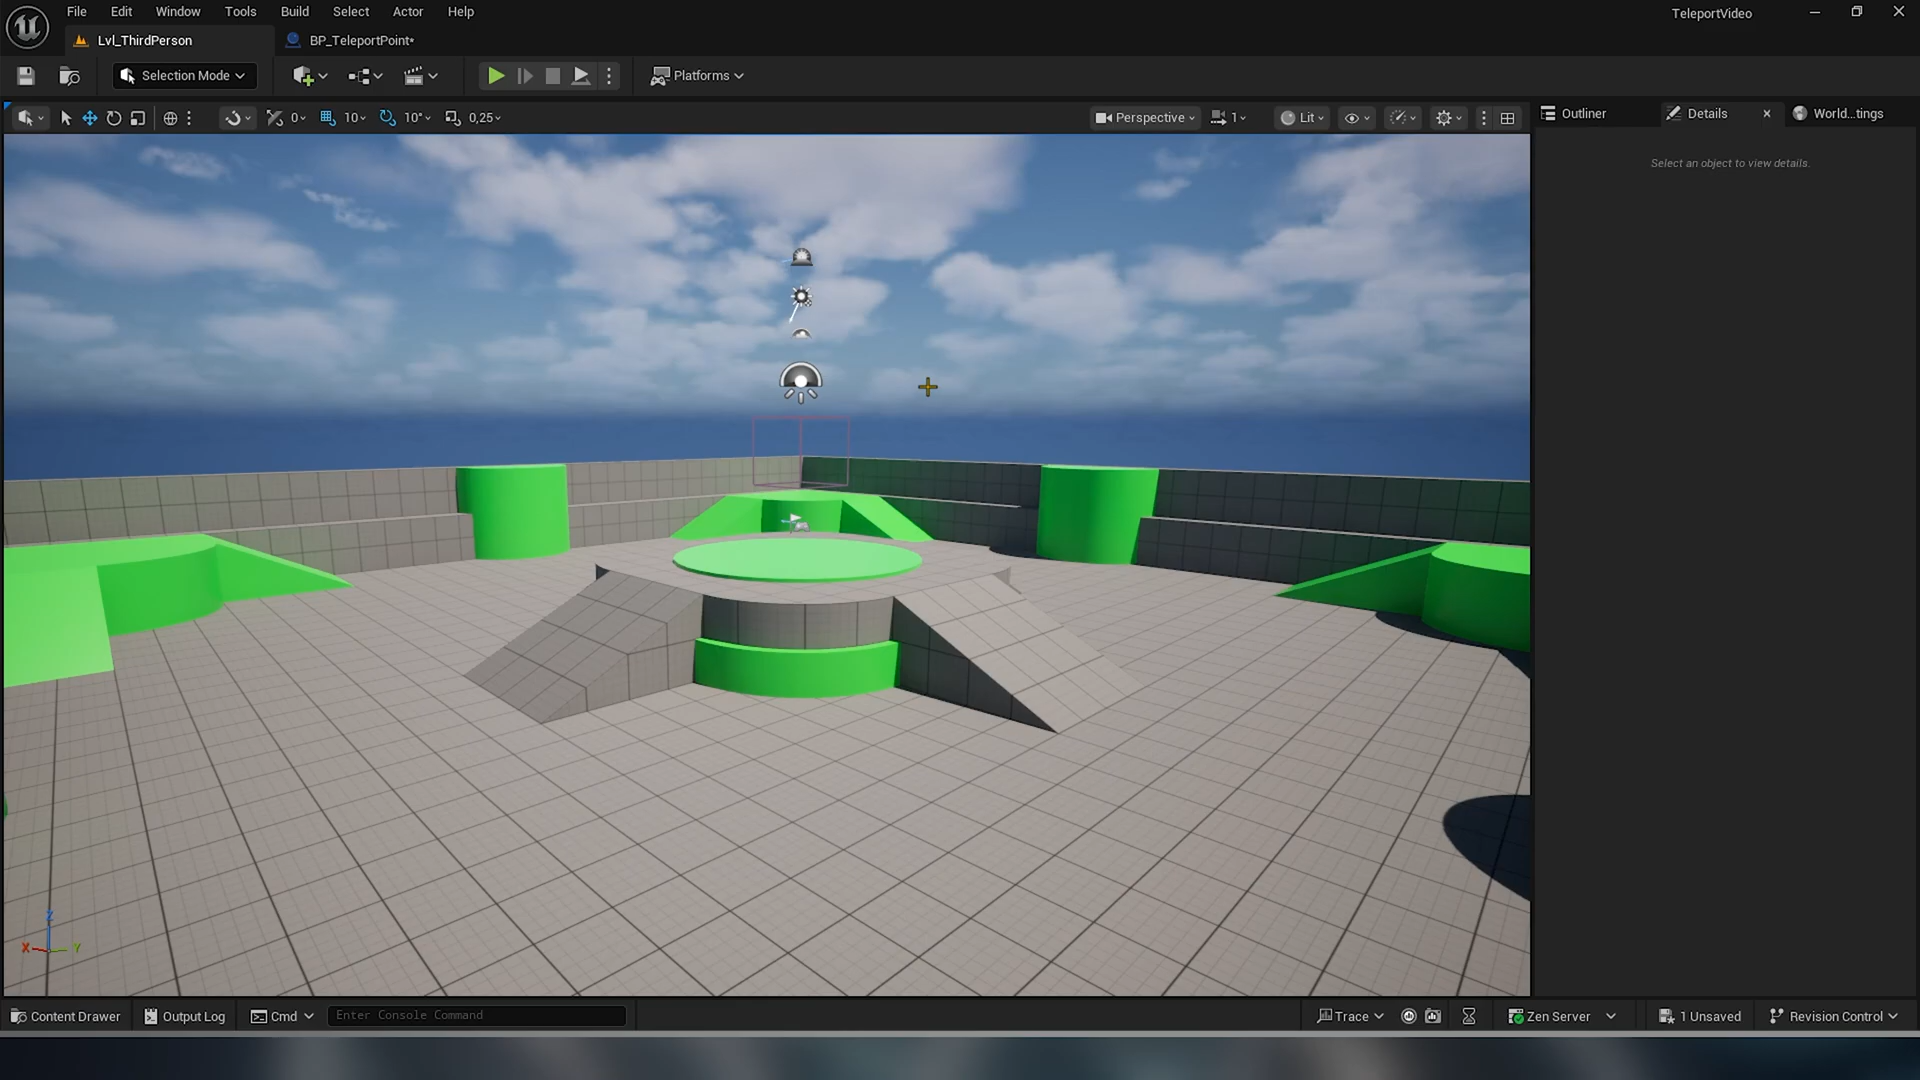 File Edit Window Tools Build Select Actor Help
TeleportVideo
Lvl_ThirdPerson
BP_TeleportPoint*
Selection Mode
Platforms
0
10
10°
0,25
Perspective
1
Lit
Outliner
Details
World...tings
Select an object to view details.
Z
X
Y
Content Drawer
Output Log
Cmd
Enter Console Command
Trace
Zen Server
1 Unsaved
Revision Control